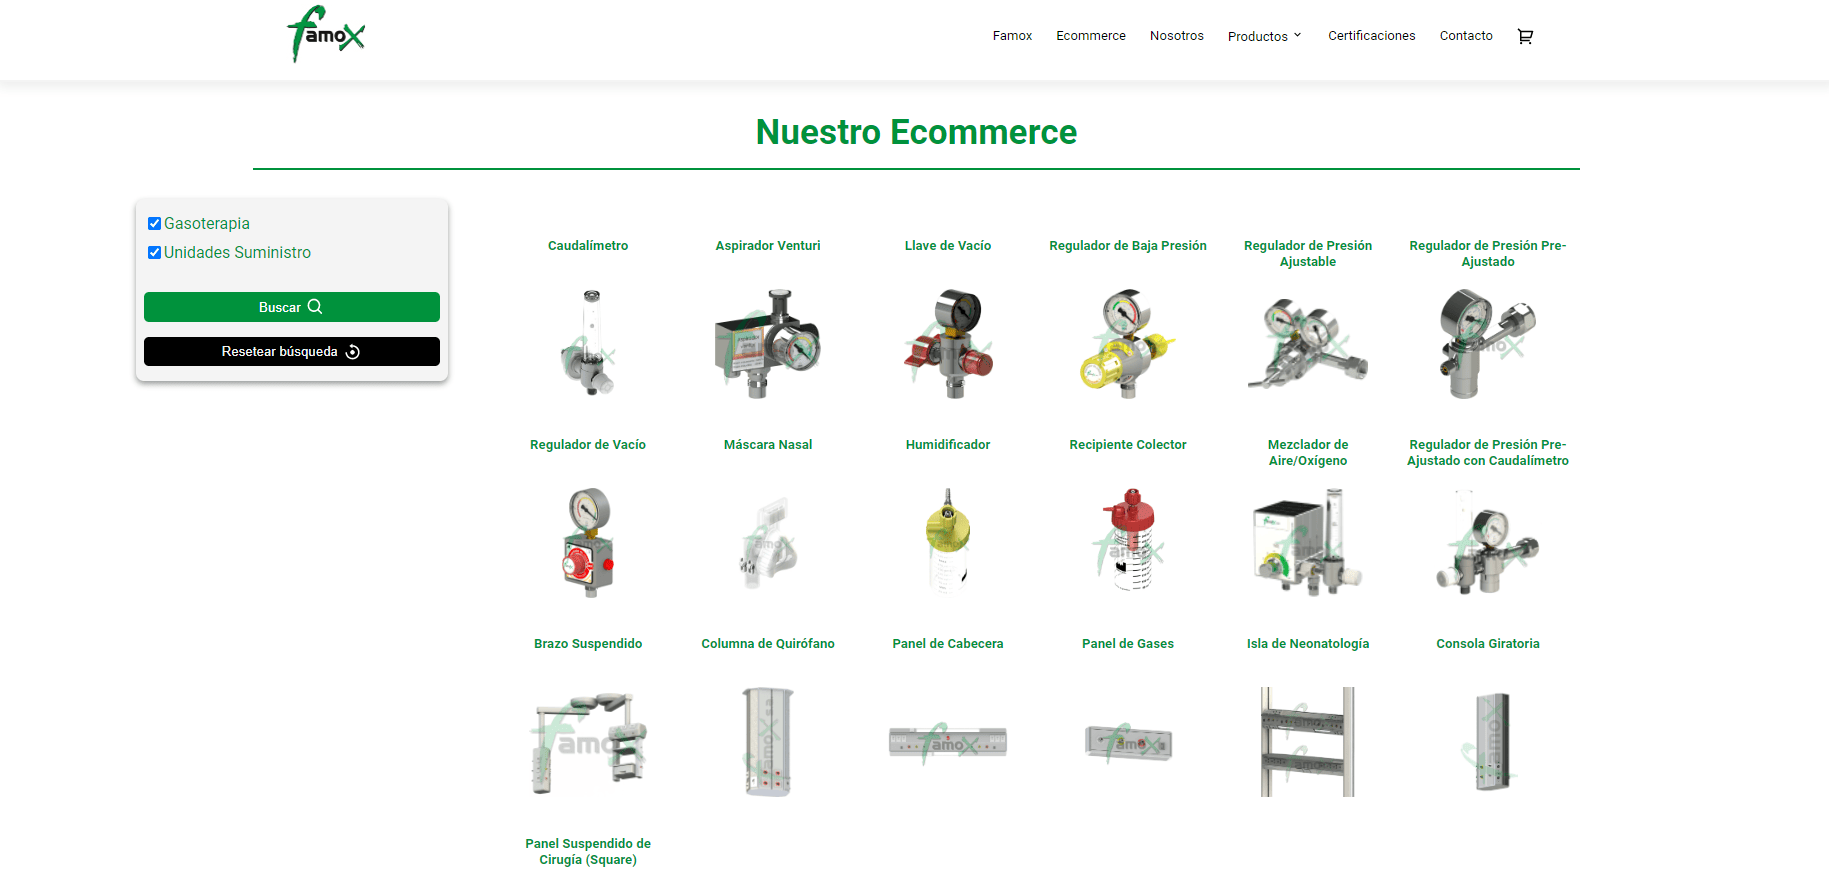 famox
Famox
Ecommerce
Nosotros
Productos
Certificaciones
Contacto
Nuestro Ecommerce
Gasoterapia
Unidades Suministro
Buscar
Resetear búsqueda
Caudalímetro
Aspirador Venturi
Llave de Vacío
Regulador de Baja Presión
Regulador de Presión
Ajustable
Regulador de Presión Pre-
Ajustado
Regulador de Vacío
Máscara Nasal
Humidificador
Recipiente Colector
Mezclador de
Aire/Oxígeno
Regulador de Presión Pre-
Ajustado con Caudalímetro
Brazo Suspendido
Columna de Quirófano
Panel de Cabecera
Panel de Gases
Isla de Neonatología
Consola Giratoria
Panel Suspendido de
Cirugía (Square)